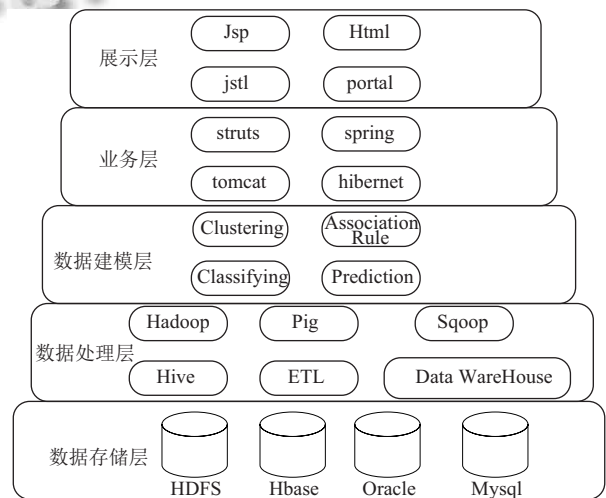 Jsp Html
展示层
jstl portal
struts spring
业务层
tomcat hibernet
Clustering Association Rule
数据建模层
Classifying Prediction
Hadoop Pig Sqoop
数据处理层
Hive ETL Data WareHouse
数据存储层
HDFS Hbase Oracle Mysql